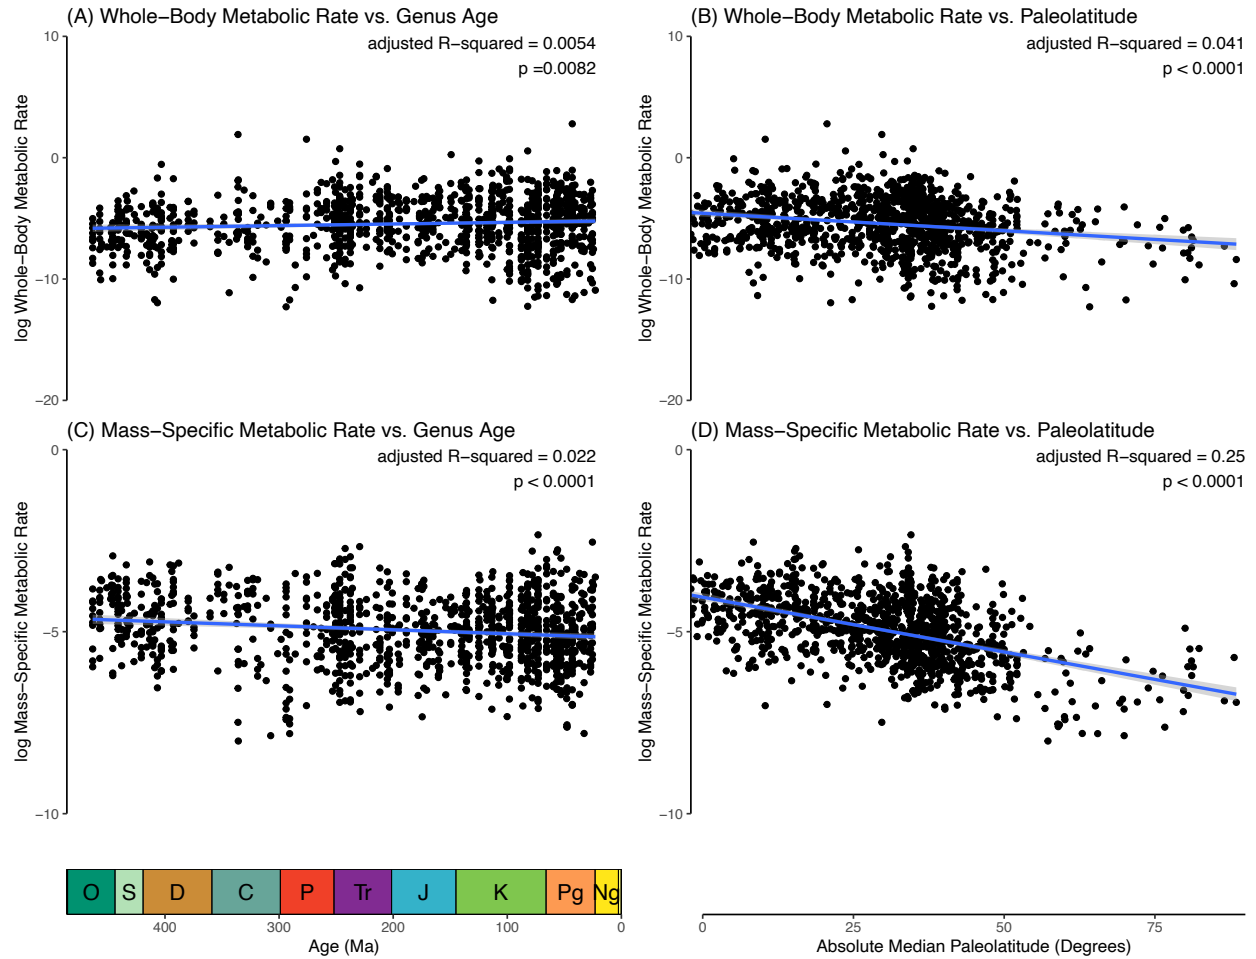 (A) Whole−Body Metabolic Rate vs. Genus Age
adjusted R−squared = 0.0054
p =0.0082
log Whole−Body Metabolic Rate
10
0
−10
−20
(B) Whole−Body Metabolic Rate vs. Paleolatitude
adjusted R−squared = 0.041
p < 0.0001
log Whole−Body Metabolic Rate
10
0
−10
−20
(C) Mass−Specific Metabolic Rate vs. Genus Age
adjusted R−squared = 0.022
p < 0.0001
log Mass−Specific Metabolic Rate
0
−5
−10
(D) Mass−Specific Metabolic Rate vs. Paleolatitude
adjusted R−squared = 0.25
p < 0.0001
log Mass−Specific Metabolic Rate
0
−5
−10
O S D C P Tr J K Pg Ng
400 300 200 100 0
Age (Ma)
0 25 50 75
Absolute Median Paleolatitude (Degrees)